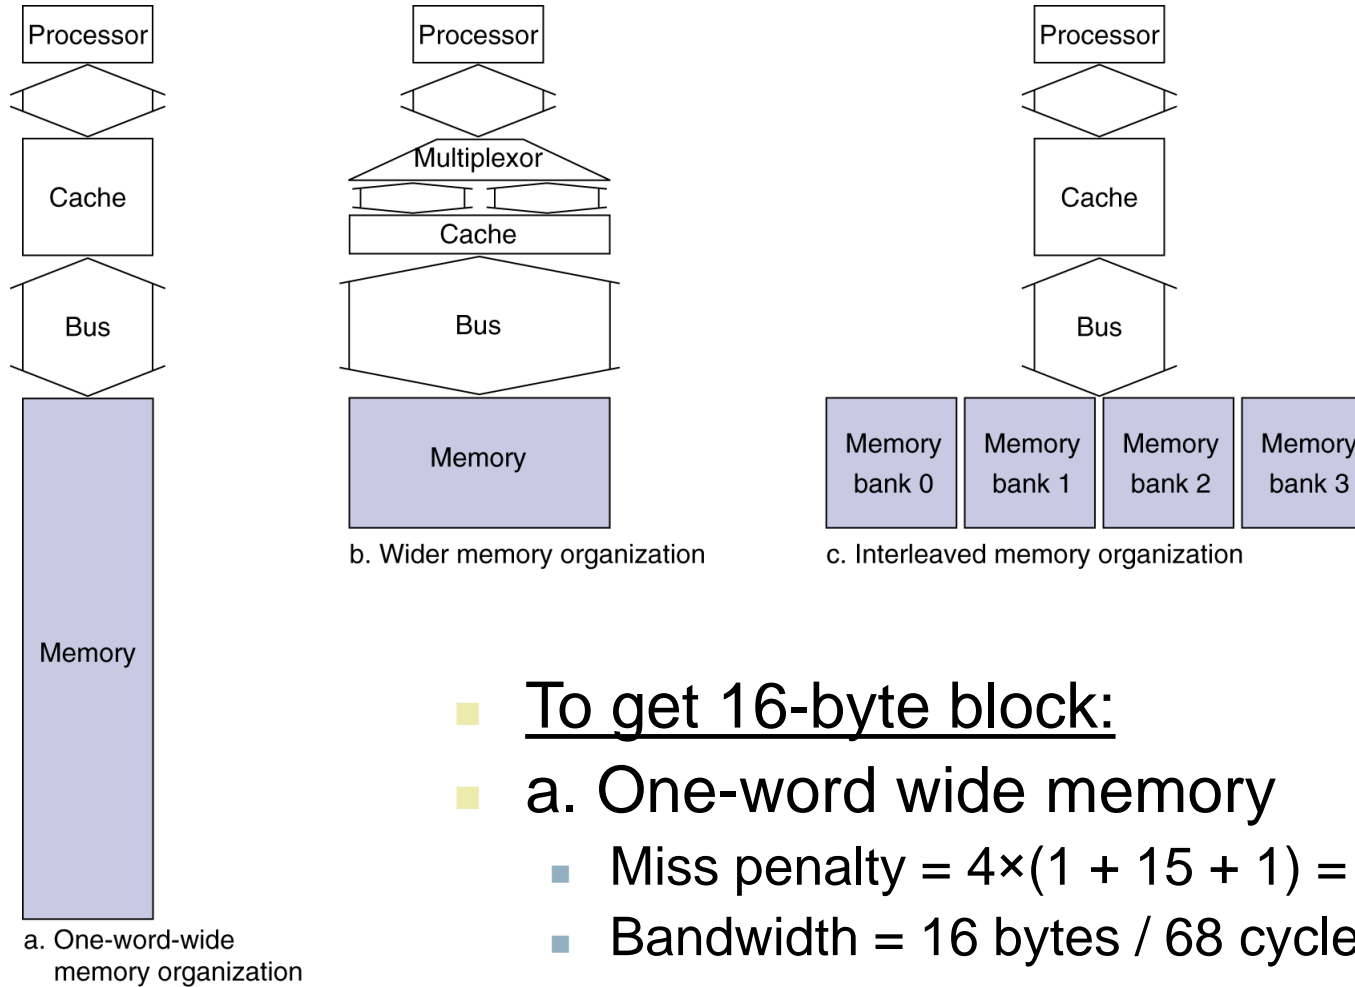 Processor
Cache
Bus
Memory
a. One-word-wide
memory organization
Processor
Multiplexor
Cache
Bus
Memory
b. Wider memory organization
Processor
Cache
Bus
Memory
bank 0
Memory
bank 1
Memory
bank 2
Memory
bank 3
c. Interleaved memory organization
To get 16-byte block:
a. One-word wide memory
Miss penalty = 4×(1 + 15 + 1) =
Bandwidth = 16 bytes / 68 cycle